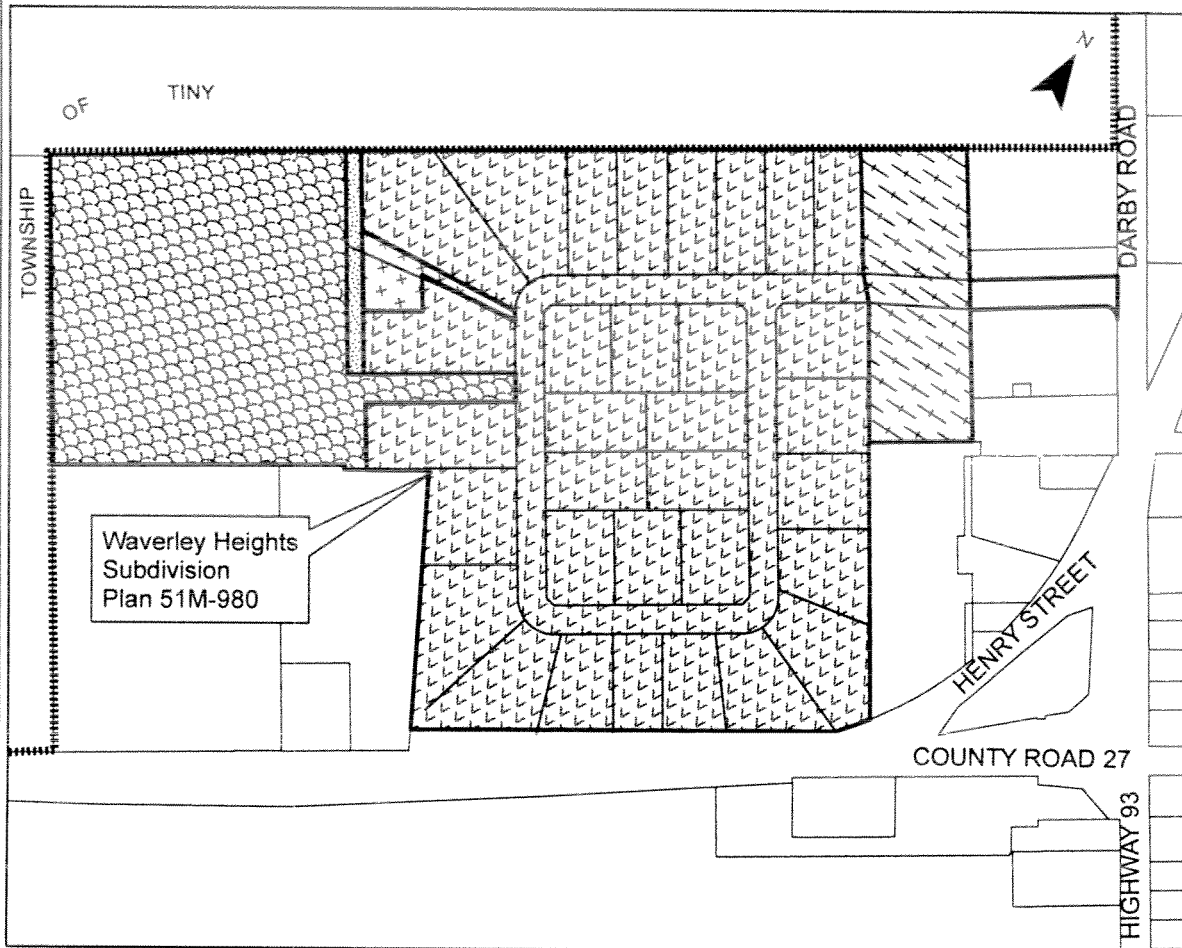 N
TINY
OF
TOWNSHIP
DARBY ROAD
Waverley Heights
Subdivision
Plan 51M-980
HENRY STREET
COUNTY ROAD 27
HIGHWAY 93